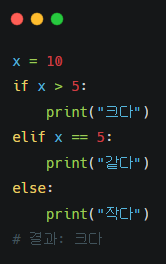 x = 10
if x > 5:
    print("크다")
elif x == 5:
    print("같다")
else:
    print("작다")
# 결과: 크다